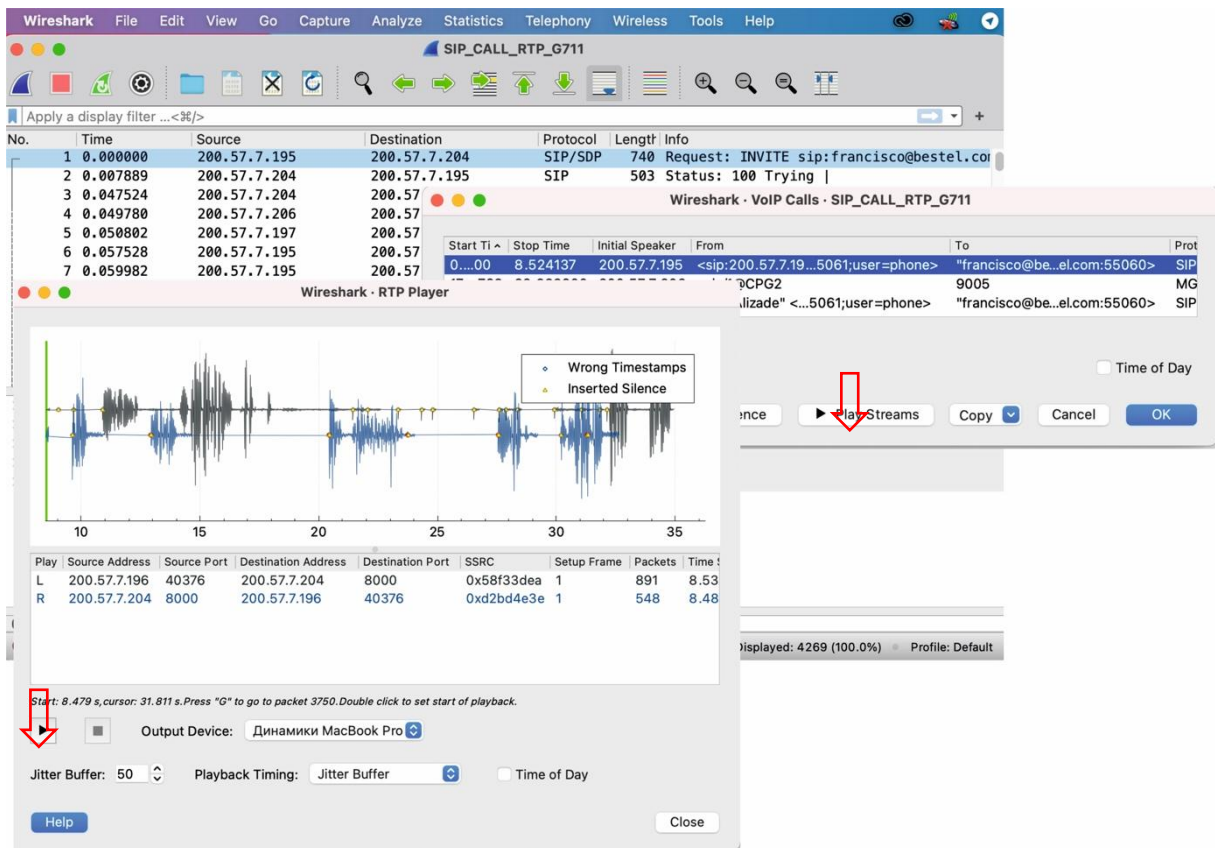 Wireshark File Edit View Go Capture Analyze Statistics Telephony Wireless Tools Help
SIP_CALL_RTP_G711
Apply a display filter ...<⌘/>
No. Time Source Destination Protocol Length Info
1 0.000000 200.57.7.195 200.57.7.204 SIP/SDP 740 Request: INVITE sip:francisco@bestel.com
2 0.007889 200.57.7.204 200.57.7.195 SIP 503 Status: 100 Trying |
3 0.047524 200.57.7.204 200.57
4 0.049780 200.57.7.206 200.57
5 0.050802 200.57.7.197 200.57
6 0.057528 200.57.7.195 200.57
7 0.059982 200.57.7.195 200.57
Wireshark · VoIP Calls · SIP_CALL_RTP_G711
Start Ti Stop Time Initial Speaker From To Prot
0....00 8.524137 200.57.7.195 <sip:200.57.7.19...5061;user=phone> "francisco@be...el.com:55060> SIP
@CPG2 9005 MG
lizade" <...5061;user=phone> "francisco@be...el.com:55060> SIP
Time of Day
ence Play Streams Copy Cancel OK
Wireshark · RTP Player
Wrong Timestamps
Inserted Silence
10 15 20 25 30 35
Play Source Address Source Port Destination Address Destination Port SSRC Setup Frame Packets Time
L 200.57.7.196 40376 200.57.7.204 8000 0x58f33dea 1 891 8.53
R 200.57.7.204 8000 200.57.7.196 40376 0xd2bd4e3e 1 548 8.48
Displayed: 4269 (100.0%) Profile: Default
Start: 8.479 s,cursor: 31.811 s.Press "G" to go to packet 3750.Double click to set start of playback.
Output Device: Динамики MacBook Pro
Jitter Buffer: 50 Playback Timing: Jitter Buffer Time of Day
Help Close